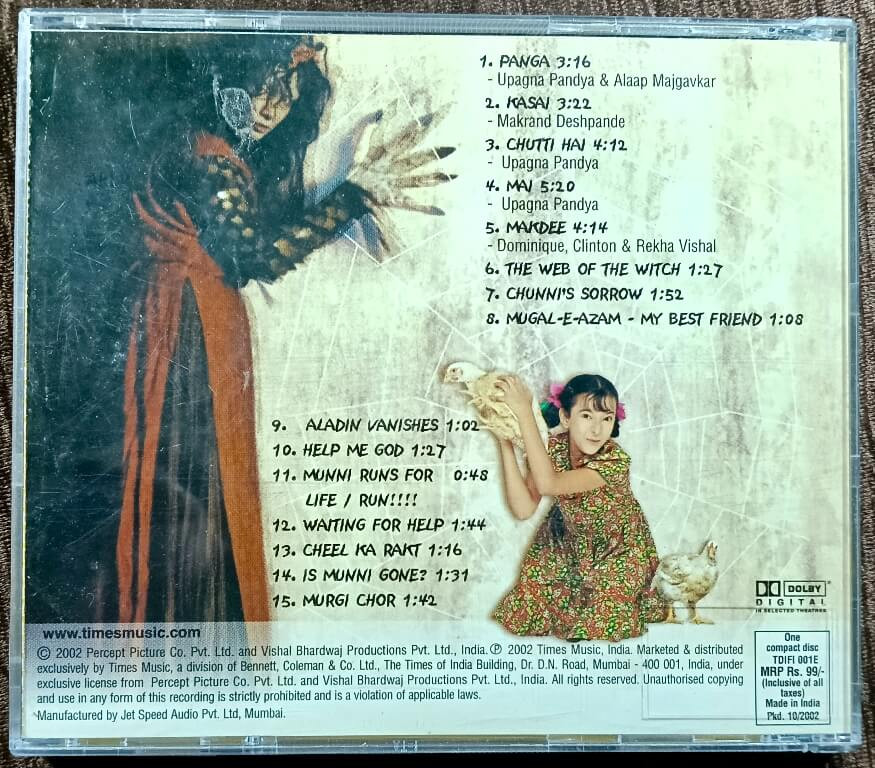 1. PANGA 3:16
- Upagna Pandya & Alaap Majgavkar
2. KASAI 3:22
- Makrand Deshpande
3. CHUTTI HAI 4:12
- Upagna Pandya
4. MAI 5:20
- Upagna Pandya
5. MAKDEE 4:14
- Dominique, Clinton & Rekha Vishal
6. THE WEB OF THE WITCH 1:27
7. CHUNNI'S SORROW 1:52
8. MUGAL-E-AZAM - MY BEST FRIEND 1:08
9. ALADIN VANISHES 1:02
10. HELP ME GOD 1:27
11. MUNNI RUNS FOR 0:48
LIFE / RUN!!!!
12. WAITING FOR HELP 1:44
13. CHEEL KA RAKT 1:16
14. IS MUNNI GONE? 1:31
15. MURGI CHOR 1:42
DOLBY
DIGITAL
IN SELECTED THEATRES
www.timesmusic.com
© 2002 Percept Picture Co. Pvt. Ltd. and Vishal Bhardwaj Productions Pvt. Ltd., India. ℗ 2002 Times Music, India. Marketed & distributed
exclusively by Times Music, a division of Bennett, Coleman & Co. Ltd., The Times of India Building, Dr. D.N. Road, Mumbai - 400 001, India, under
exclusive license from Percept Picture Co. Pvt. Ltd. and Vishal Bhardwaj Productions Pvt. Ltd., India. All rights reserved. Unauthorised copying
and use in any form of this recording is strictly prohibited and is a violation of applicable laws.
Manufactured by Jet Speed Audio Pvt. Ltd, Mumbai.
One
compact disc
TDIFI 001E
MRP Rs. 99/-
(Inclusive of all
taxes)
Made in India
Pkd. 10/2002